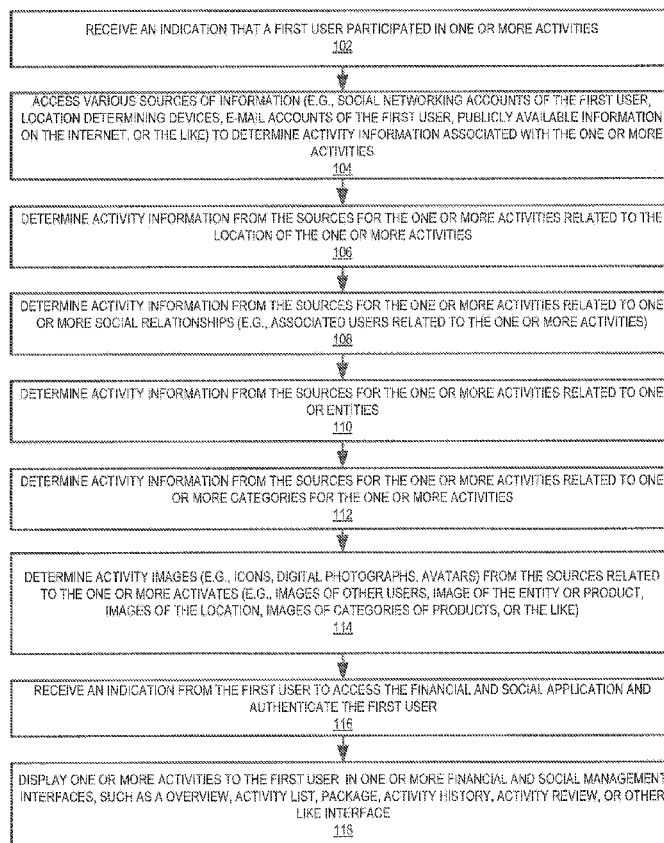 RECEIVE AN INDICATION THAT A FIRST USER PARTICIPATED IN ONE OR MORE ACTIVITIES
102
ACCESS VARIOUS SOURCES OF INFORMATION (E.G., SOCIAL NETWORKING ACCOUNTS OF THE FIRST USER,
LOCATION DETERMINING DEVICES, E-MAIL ACCOUNTS OF THE FIRST USER, PUBLICLY AVAILABLE INFORMATION
ON THE INTERNET, OR THE LIKE) TO DETERMINE ACTIVITY INFORMATION ASSOCIATED WITH THE ONE OR MORE
ACTIVITIES
104
DETERMINE ACTIVITY INFORMATION FROM THE SOURCES FOR THE ONE OR MORE ACTIVITIES RELATED TO THE
LOCATION OF THE ONE OR MORE ACTIVITIES
106
DETERMINE ACTIVITY INFORMATION FROM THE SOURCES FOR THE ONE OR MORE ACTIVITIES RELATED TO ONE
OR MORE SOCIAL RELATIONSHIPS (E.G., ASSOCIATED USERS RELATED TO THE ONE OR MORE ACTIVITIES)
108
DETERMINE ACTIVITY INFORMATION FROM THE SOURCES FOR THE ONE OR MORE ACTIVITIES RELATED TO ONE
OR ENTITIES
110
DETERMINE ACTIVITY INFORMATION FROM THE SOURCES FOR THE ONE OR MORE ACTIVITIES RELATED TO ONE
OR MORE CATEGORIES FOR THE ONE OR MORE ACTIVITIES
112
DETERMINE ACTIVITY IMAGES (E.G., ICONS, DIGITAL PHOTOGRAPHS, AVATARS) FROM THE SOURCES RELATED
TO THE ONE OR MORE ACTIVATES (E.G., IMAGES OF OTHER USERS, IMAGE OF THE ENTITY OR PRODUCT,
IMAGES OF THE LOCATION, IMAGES OF CATEGORIES OF PRODUCTS, OR THE LIKE)
114
RECEIVE AN INDICATION FROM THE FIRST USER TO ACCESS THE FINANCIAL AND SOCIAL APPLICATION AND
AUTHENTICATE THE FIRST USER
116
DISPLAY ONE OR MORE ACTIVITIES TO THE FIRST USER IN ONE OR MORE FINANCIAL AND SOCIAL MANAGEMENT
INTERFACES, SUCH AS A OVERVIEW, ACTIVITY LIST, PACKAGE, ACTIVITY HISTORY, ACTIVITY REVIEW, OR OTHER
LIKE INTERFACE
118